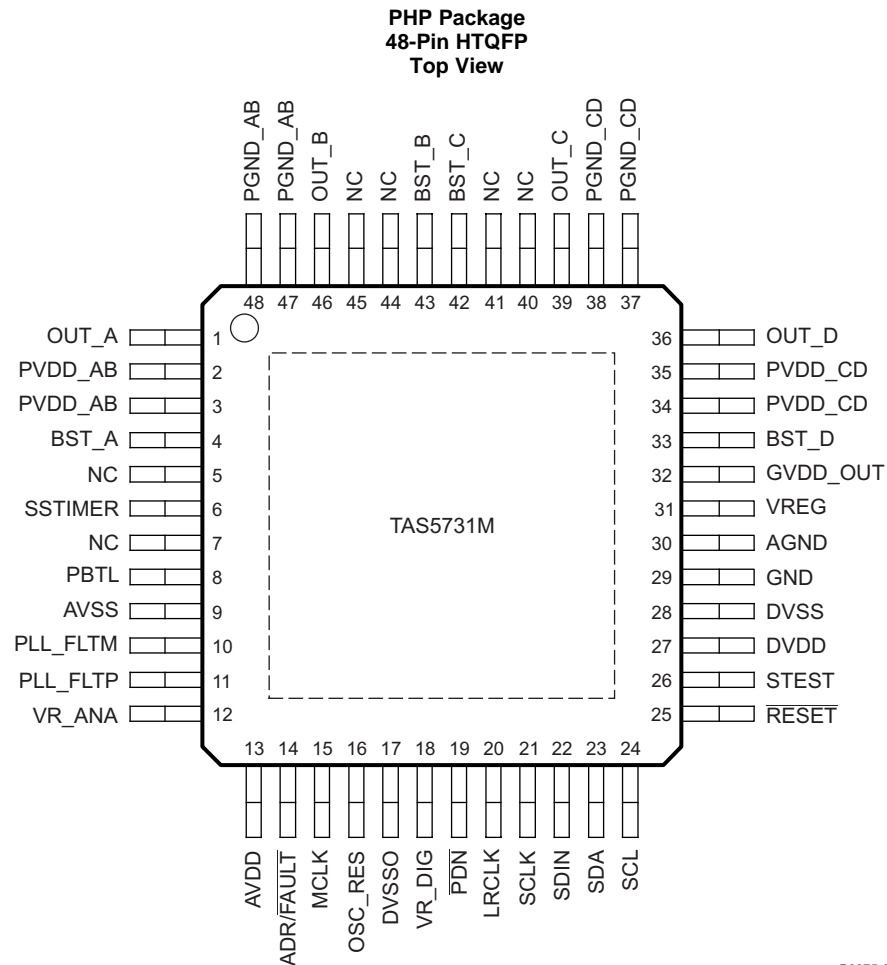 PHP Package
48-Pin HTQFP
Top View
PGND_AB
PGND_AB
OUT_B
NC
NC
BST_B
BST_C
NC
NC
OUT_C
PGND_CD
PGND_CD
48 47 46 45 44 43 42 41 40 39 38 37
OUT_A 1
PVDD_AB 2
PVDD_AB 3
BST_A 4
NC 5
SSTIMER 6
NC 7
PBTL 8
AVSS 9
PLL_FLTM 10
PLL_FLTP 11
VR_ANA 12
TAS5731M
36 OUT_D
35 PVDD_CD
34 PVDD_CD
33 BST_D
32 GVDD_OUT
31 VREG
30 AGND
29 GND
28 DVSS
27 DVDD
26 STEST
25 RESET
13 14 15 16 17 18 19 20 21 22 23 24
AVDD
ADR/FAULT
MCLK
OSC_RES
DVSSO
VR_DIG
PDN
LRCLK
SCLK
SDIN
SDA
SCL